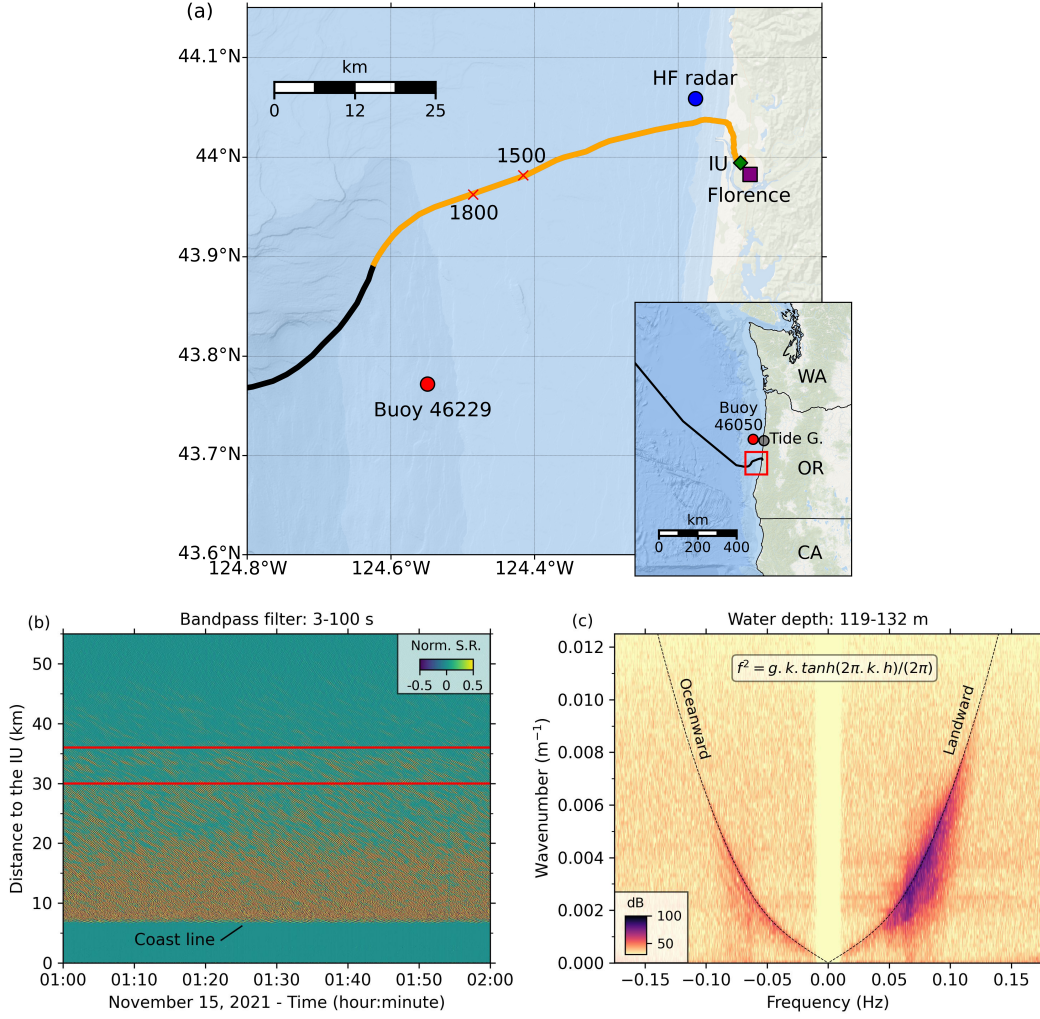 (a)
44.1°N
44°N
43.9°N
43.8°N
43.7°N
43.6°N
124.8°W
124.6°W
124.4°W
km
0 12 25
HF radar
1500
1800
IU
Florence
Buoy 46229
WA
Buoy
46050
Tide G.
OR
km
0 200 400
CA
(b)
Bandpass filter: 3-100 s
Norm. S.R.
-0.5 0.5
Distance to the IU (km)
50
40
30
20
10
0
Coast line
01:00 01:10 01:20 01:30 01:40 01:50 02:00
November 15, 2021 - Time (hour:minute)
(c)
Water depth: 119-132 m
f² = g. k. tanh(2π. k. h)/(2π)
Oceanward
Landward
Wavenumber (m⁻¹)
0.012
0.010
0.008
0.006
0.004
0.002
0.000
dB
100
50
−0.15 −0.10 −0.05 0.00 0.05 0.10 0.15
Frequency (Hz)